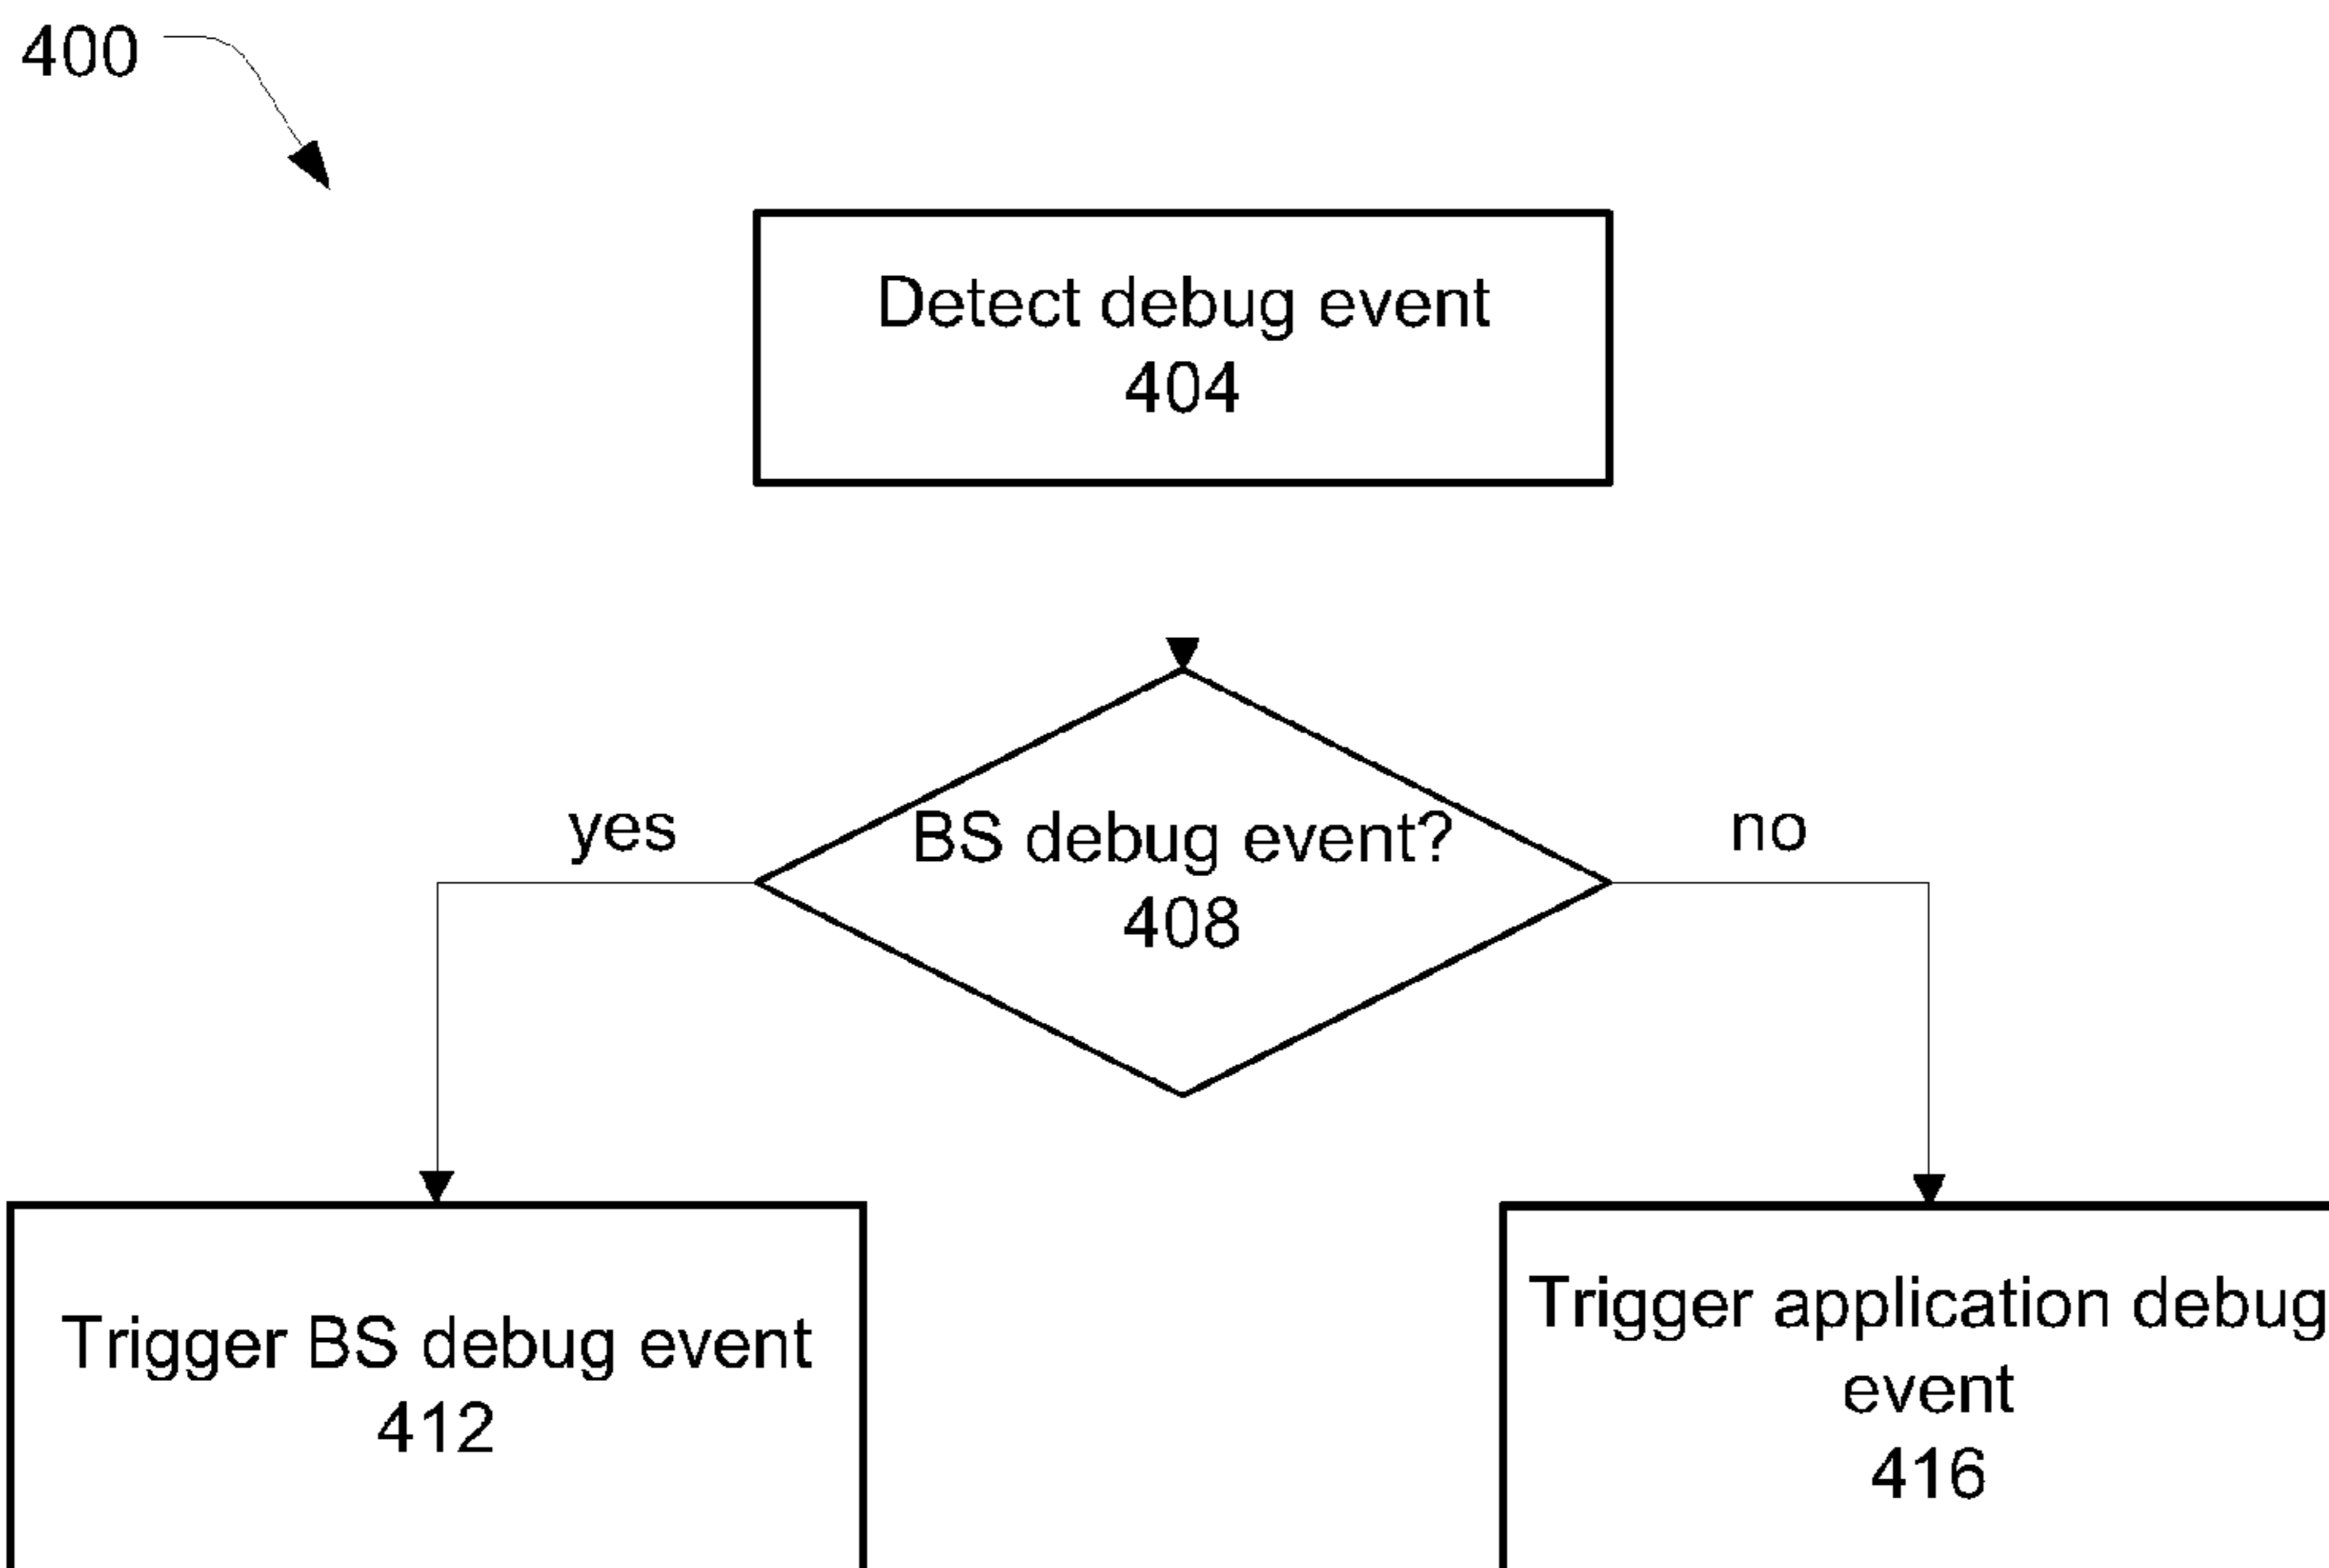 400
Detect debug event
404
BS debug event?
408
yes
no
Trigger BS debug event
412
Trigger application debug
event
416